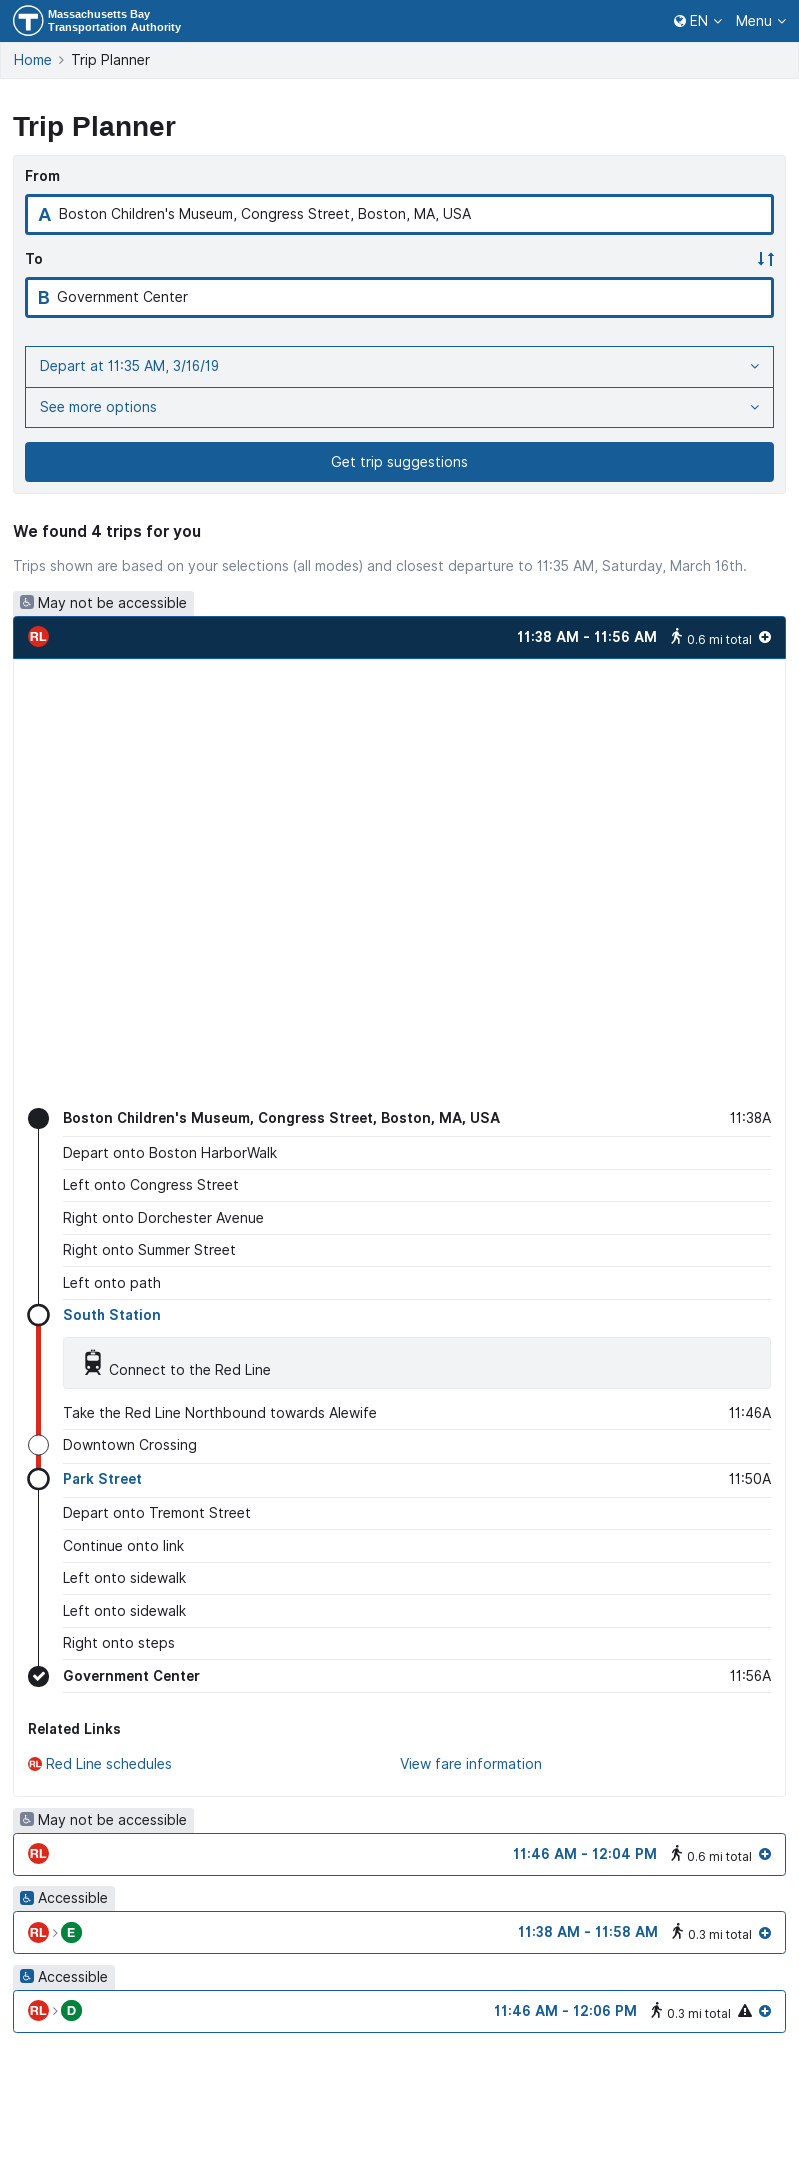 Massachusetts Bay
Transportation Authority
EN
Menu
Home
Trip Planner
Trip Planner
From
A Boston Children's Museum, Congress Street, Boston, MA, USA
To
B Government Center
Depart at 11:35 AM, 3/16/19
See more options
Get trip suggestions
We found 4 trips for you
Trips shown are based on your selections (all modes) and closest departure to 11:35 AM, Saturday, March 16th.
May not be accessible
RL 11:38 AM - 11:56 AM 0.6 mi total
Boston Children's Museum, Congress Street, Boston, MA, USA 11:38A
Depart onto Boston HarborWalk
Left onto Congress Street
Right onto Dorchester Avenue
Right onto Summer Street
Left onto path
South Station
Connect to the Red Line
Take the Red Line Northbound towards Alewife 11:46A
Downtown Crossing
Park Street 11:50A
Depart onto Tremont Street
Continue onto link
Left onto sidewalk
Left onto sidewalk
Right onto steps
Government Center 11:56A
Related Links
RL Red Line schedules View fare information
May not be accessible
RL 11:46 AM - 12:04 PM 0.6 mi total
Accessible
RL E 11:38 AM - 11:58 AM 0.3 mi total
Accessible
RL D 11:46 AM - 12:06 PM 0.3 mi total